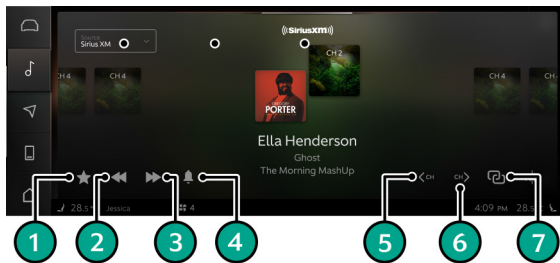 Source
Sirius XM
((SiriusXM))
CH 4
CH 4
GREGORY
PORTER
CH 2
CH 4
CH
Ella Henderson
Ghost
The Morning MashUp
CH
CH
28.5°
Jessica
4
4:09 PM
28.5
1
2
3
4
5
6
7